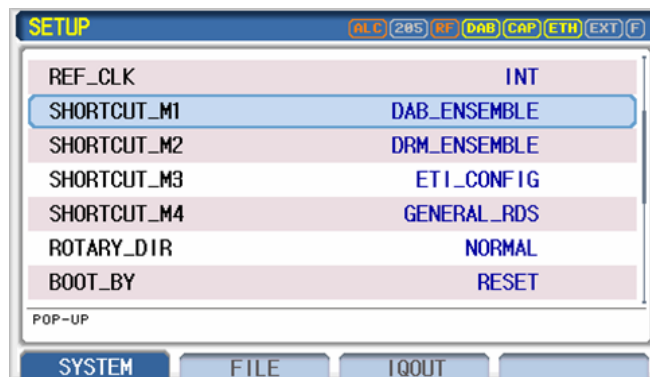 SETUP ALC 205 RF DAB CAP ETH EXT F
REF_CLK INT
SHORTCUT_M1 DAB_ENSEMBLE
SHORTCUT_M2 DRM_ENSEMBLE
SHORTCUT_M3 ETI_CONFIG
SHORTCUT_M4 GENERAL_RDS
ROTARY_DIR NORMAL
BOOT_BY RESET
POP-UP
SYSTEM FILE IQOUT